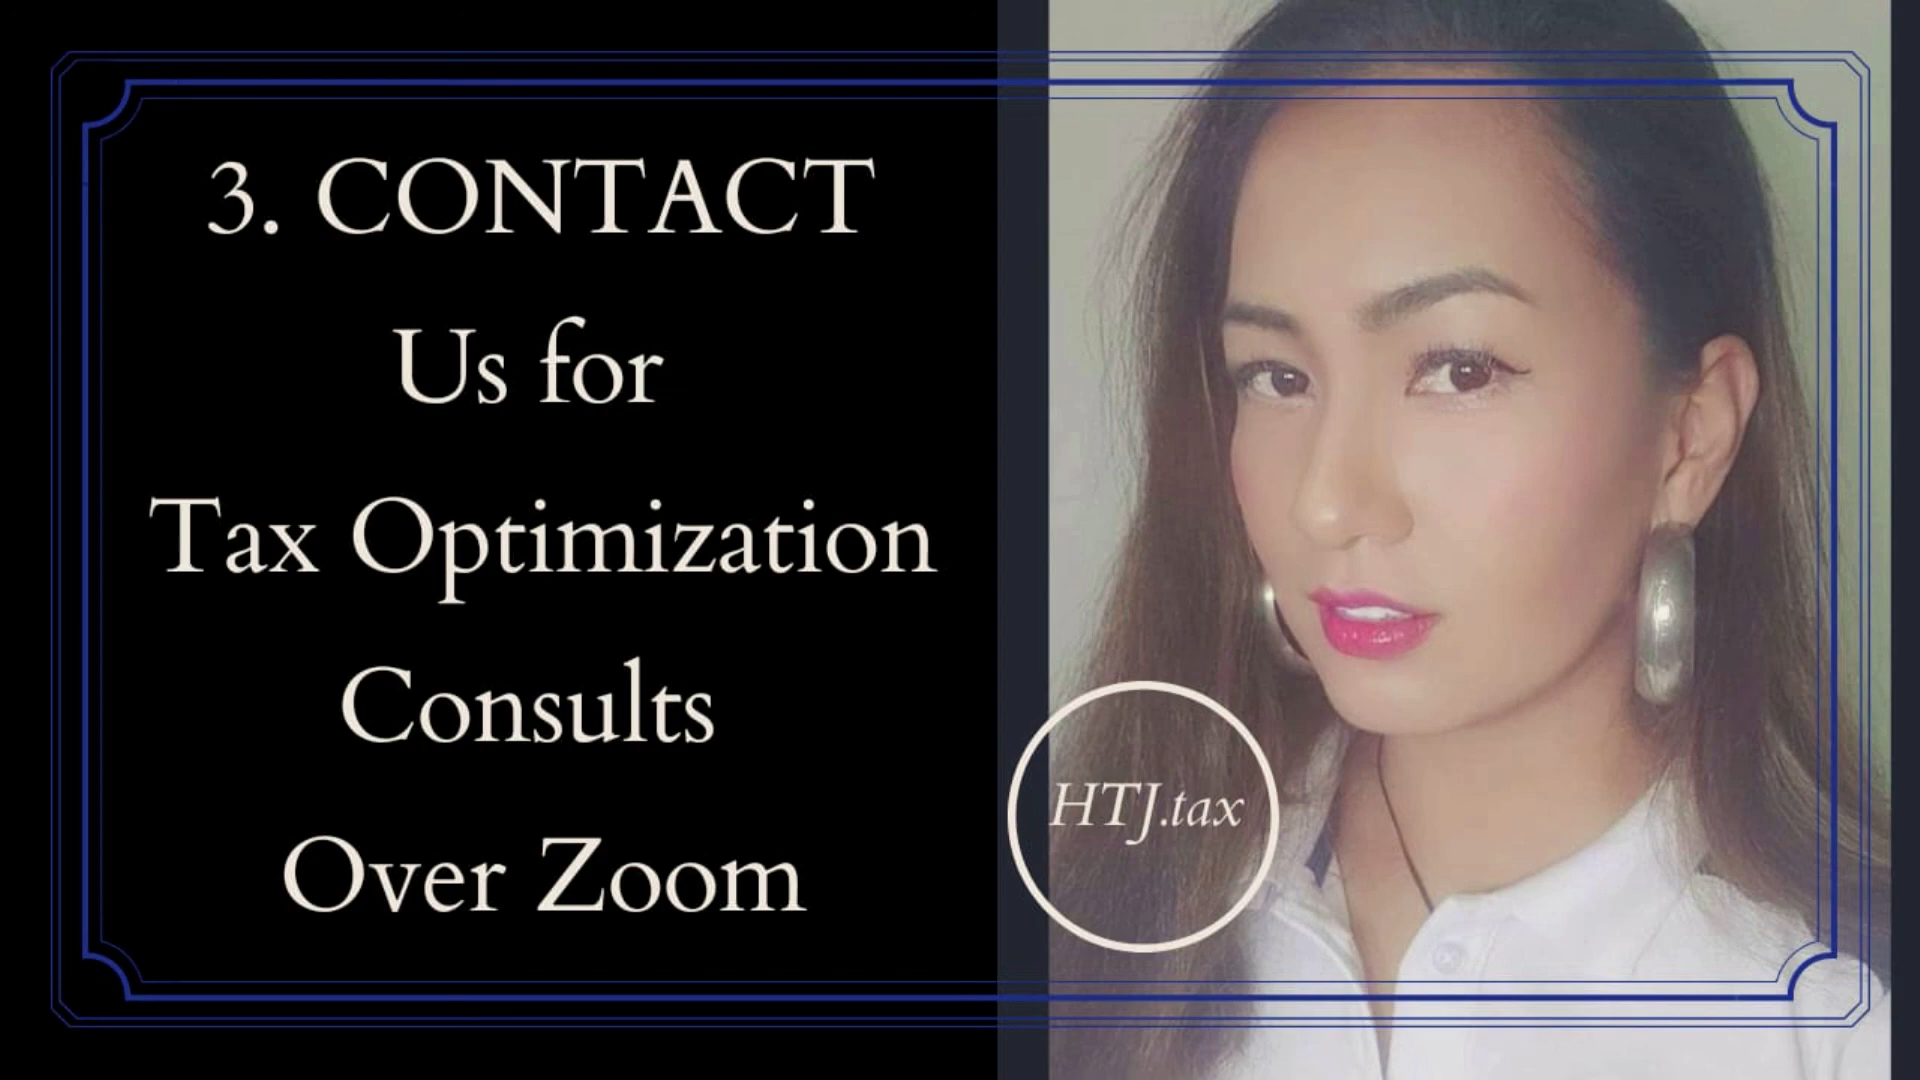 3. CONTACT
Us for
Tax Optimization
Consults
Over Zoom
HTJ.tax